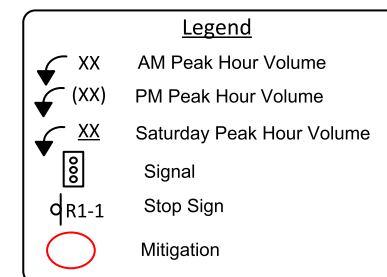 Legend
XX AM Peak Hour Volume
(XX) PM Peak Hour Volume
XX Saturday Peak Hour Volume
Signal
R1-1 Stop Sign
Mitigation